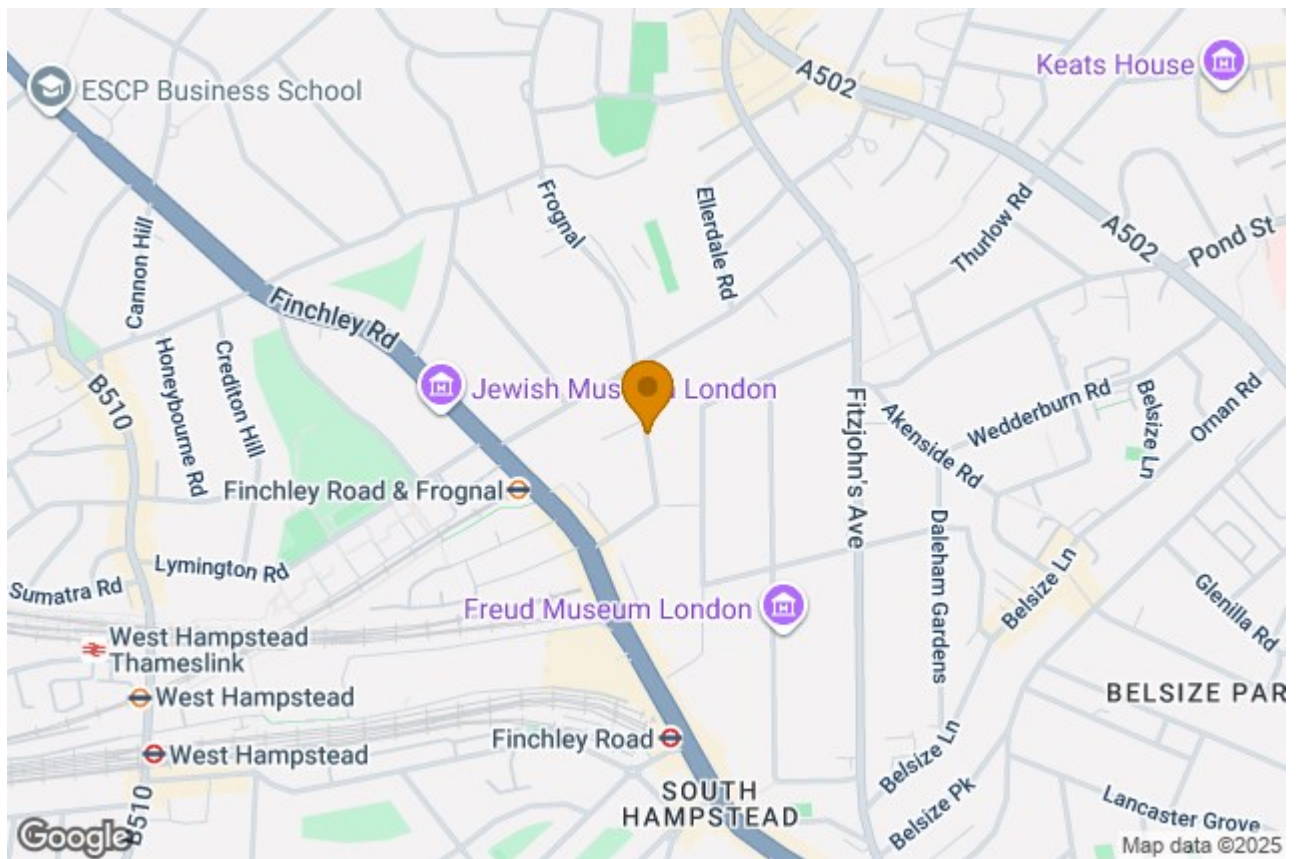 Keats House
A502
ESCP Business School
Frognal
Ellerdale Rd
Thurlow Rd
A502
Pond St
Cannon Hill
Finchley Rd
Honeybourne Rd
Crediton Hill
B510
Jewish Museum London
Fitzjohn's Ave
Akenside Rd
Wedderburn Rd
Belsize Ln
Ornan Rd
Finchley Road & Frognal
Daleham Gardens
Lymington Rd
Sumatra Rd
Freud Museum London
Belsize Ln
Glenilla Rd
West Hampstead
Thameslink
West Hampstead
BELSIZE PAR
Finchley Road
West Hampstead
Belsize Ln
SOUTH
HAMPSTEAD
Belsize Pk
Lancaster Grove
B510
Google
Map data ©2025